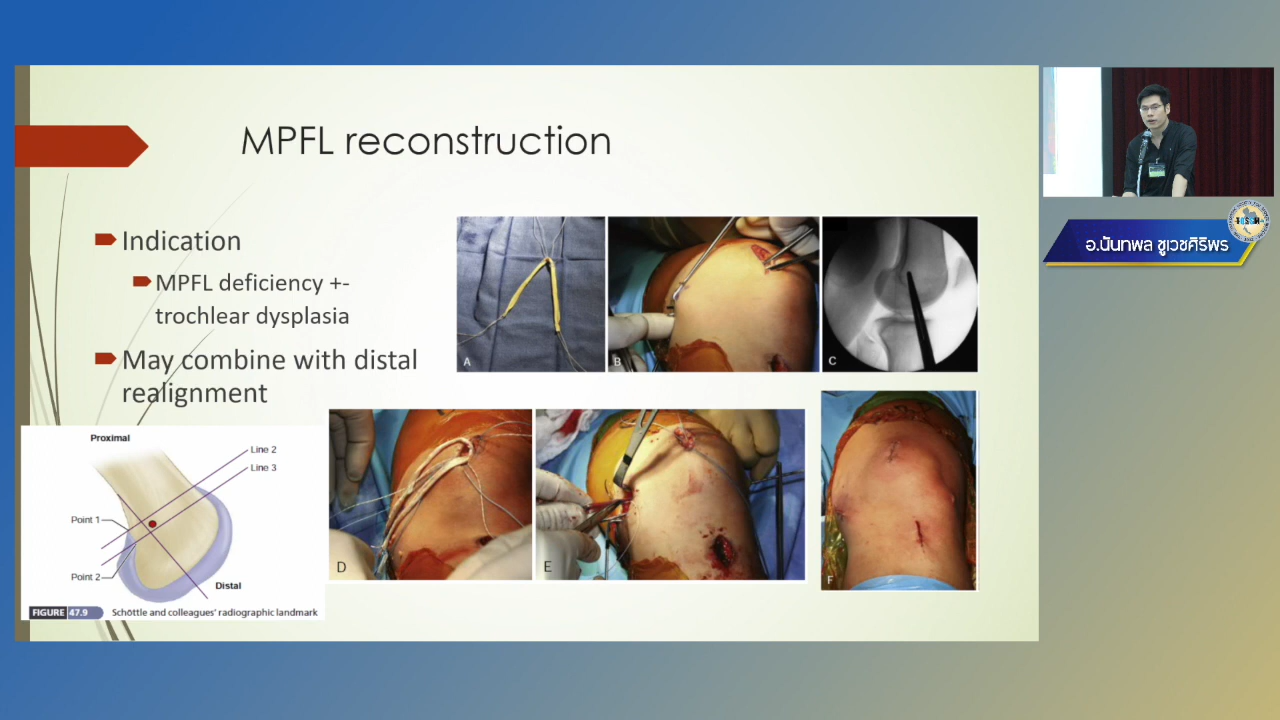 MPFL reconstruction
Indication
MPFL deficiency +-
trochlear dysplasia
May combine with distal
realignment
A
B
C
D
E
F
Proximal
Line 2
Line 3
Point 1
Point 2
Distal
FIGURE 47.9 Schöttle and colleagues' radiographic landmark
อ.นันทพล ชูเวชศิริพร